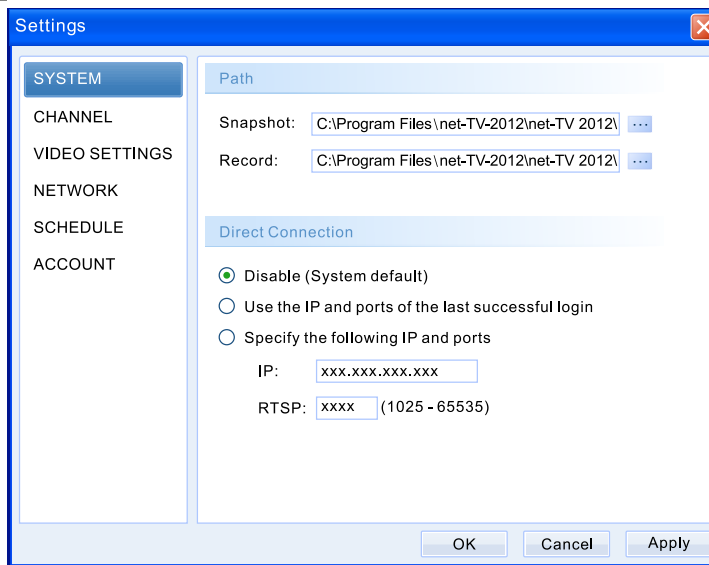 Settings
SYSTEM
CHANNEL
VIDEO SETTINGS
NETWORK
SCHEDULE
ACCOUNT
Path
Snapshot: C:\Program Files\net-TV-2012\net-TV 2012\ ...
Record: C:\Program Files\net-TV-2012\net-TV 2012\ ...
Direct Connection
Disable (System default)
Use the IP and ports of the last successful login
Specify the following IP and ports
IP: xxx.xxx.xxx.xxx
RTSP: xxxx (1025 - 65535)
OK Cancel Apply